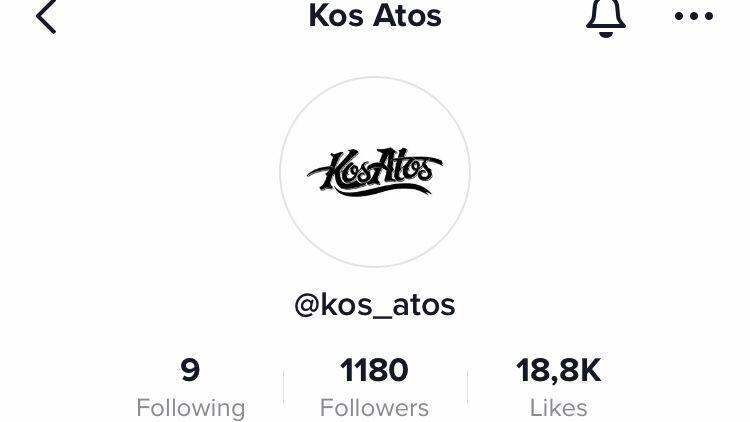 Kos Atos
KosAtos
@kos_atos
9 1180 18,8K
Following Followers Likes